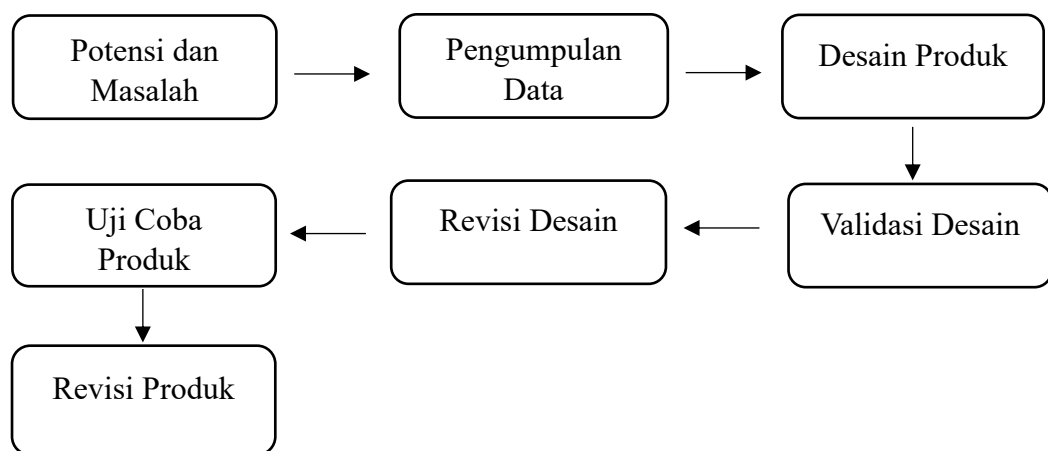 Potensi dan
Masalah
Pengumpulan
Data
Desain Produk
Validasi Desain
Revisi Desain
Uji Coba
Produk
Revisi Produk